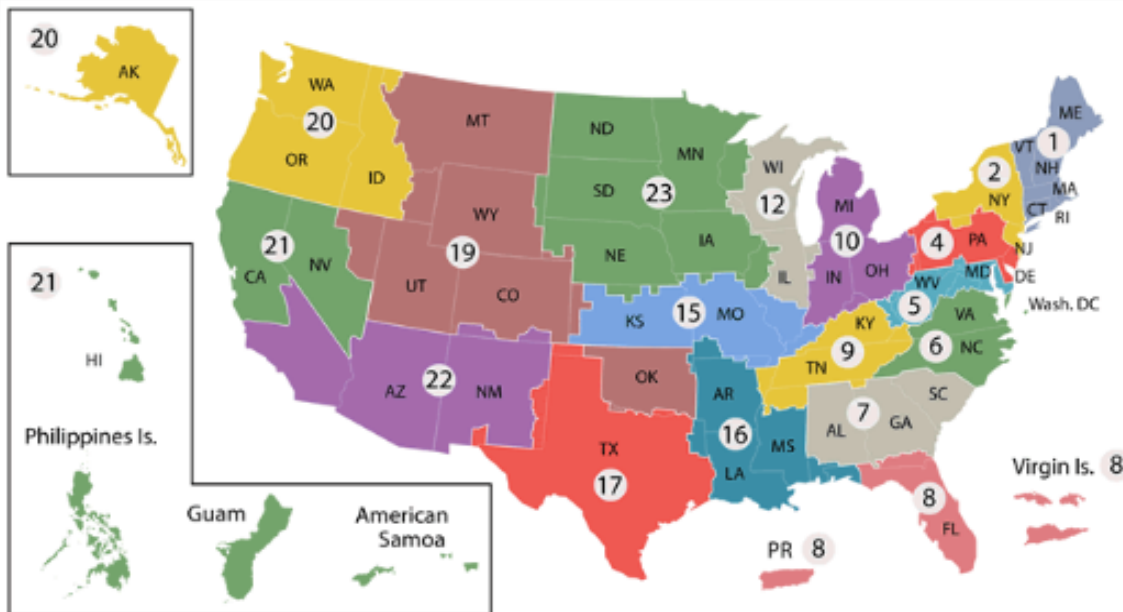 20
AK
WA
20
OR
ID
MT
ND
MN
SD
23
WY
19
NE
IA
WI
12
IL
MI
10
IN
OH
ME
1
VT
NH
MA
CT
RI
2
NY
NJ
4
PA
DE
MD
WV
5
Wash. DC
VA
6
NC
21
CA
NV
UT
CO
KS
15
MO
KY
9
TN
SC
7
AL
GA
AZ
22
NM
OK
AR
16
MS
LA
TX
17
8
FL
Virgin Is. 8
PR 8
21
HI
Philippines Is.
Guam
American
Samoa